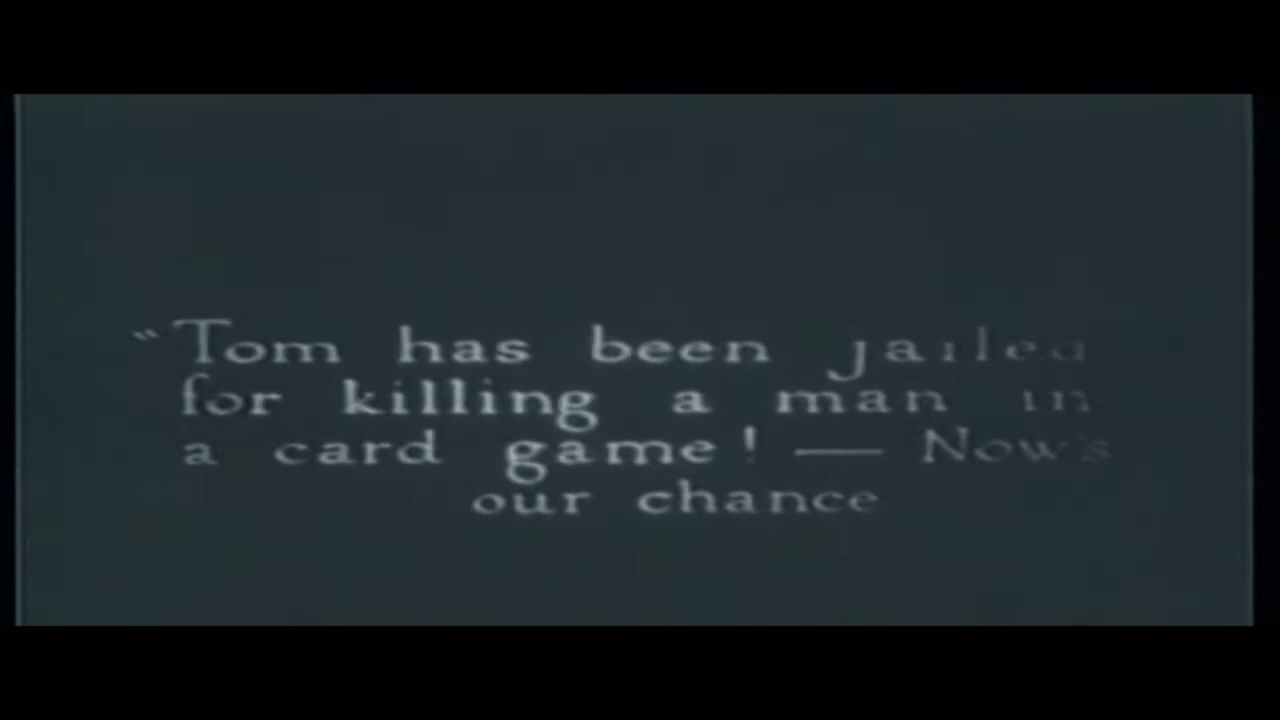 “Tom has been jailed
for killing a man in
a card game! — Now's
our chance